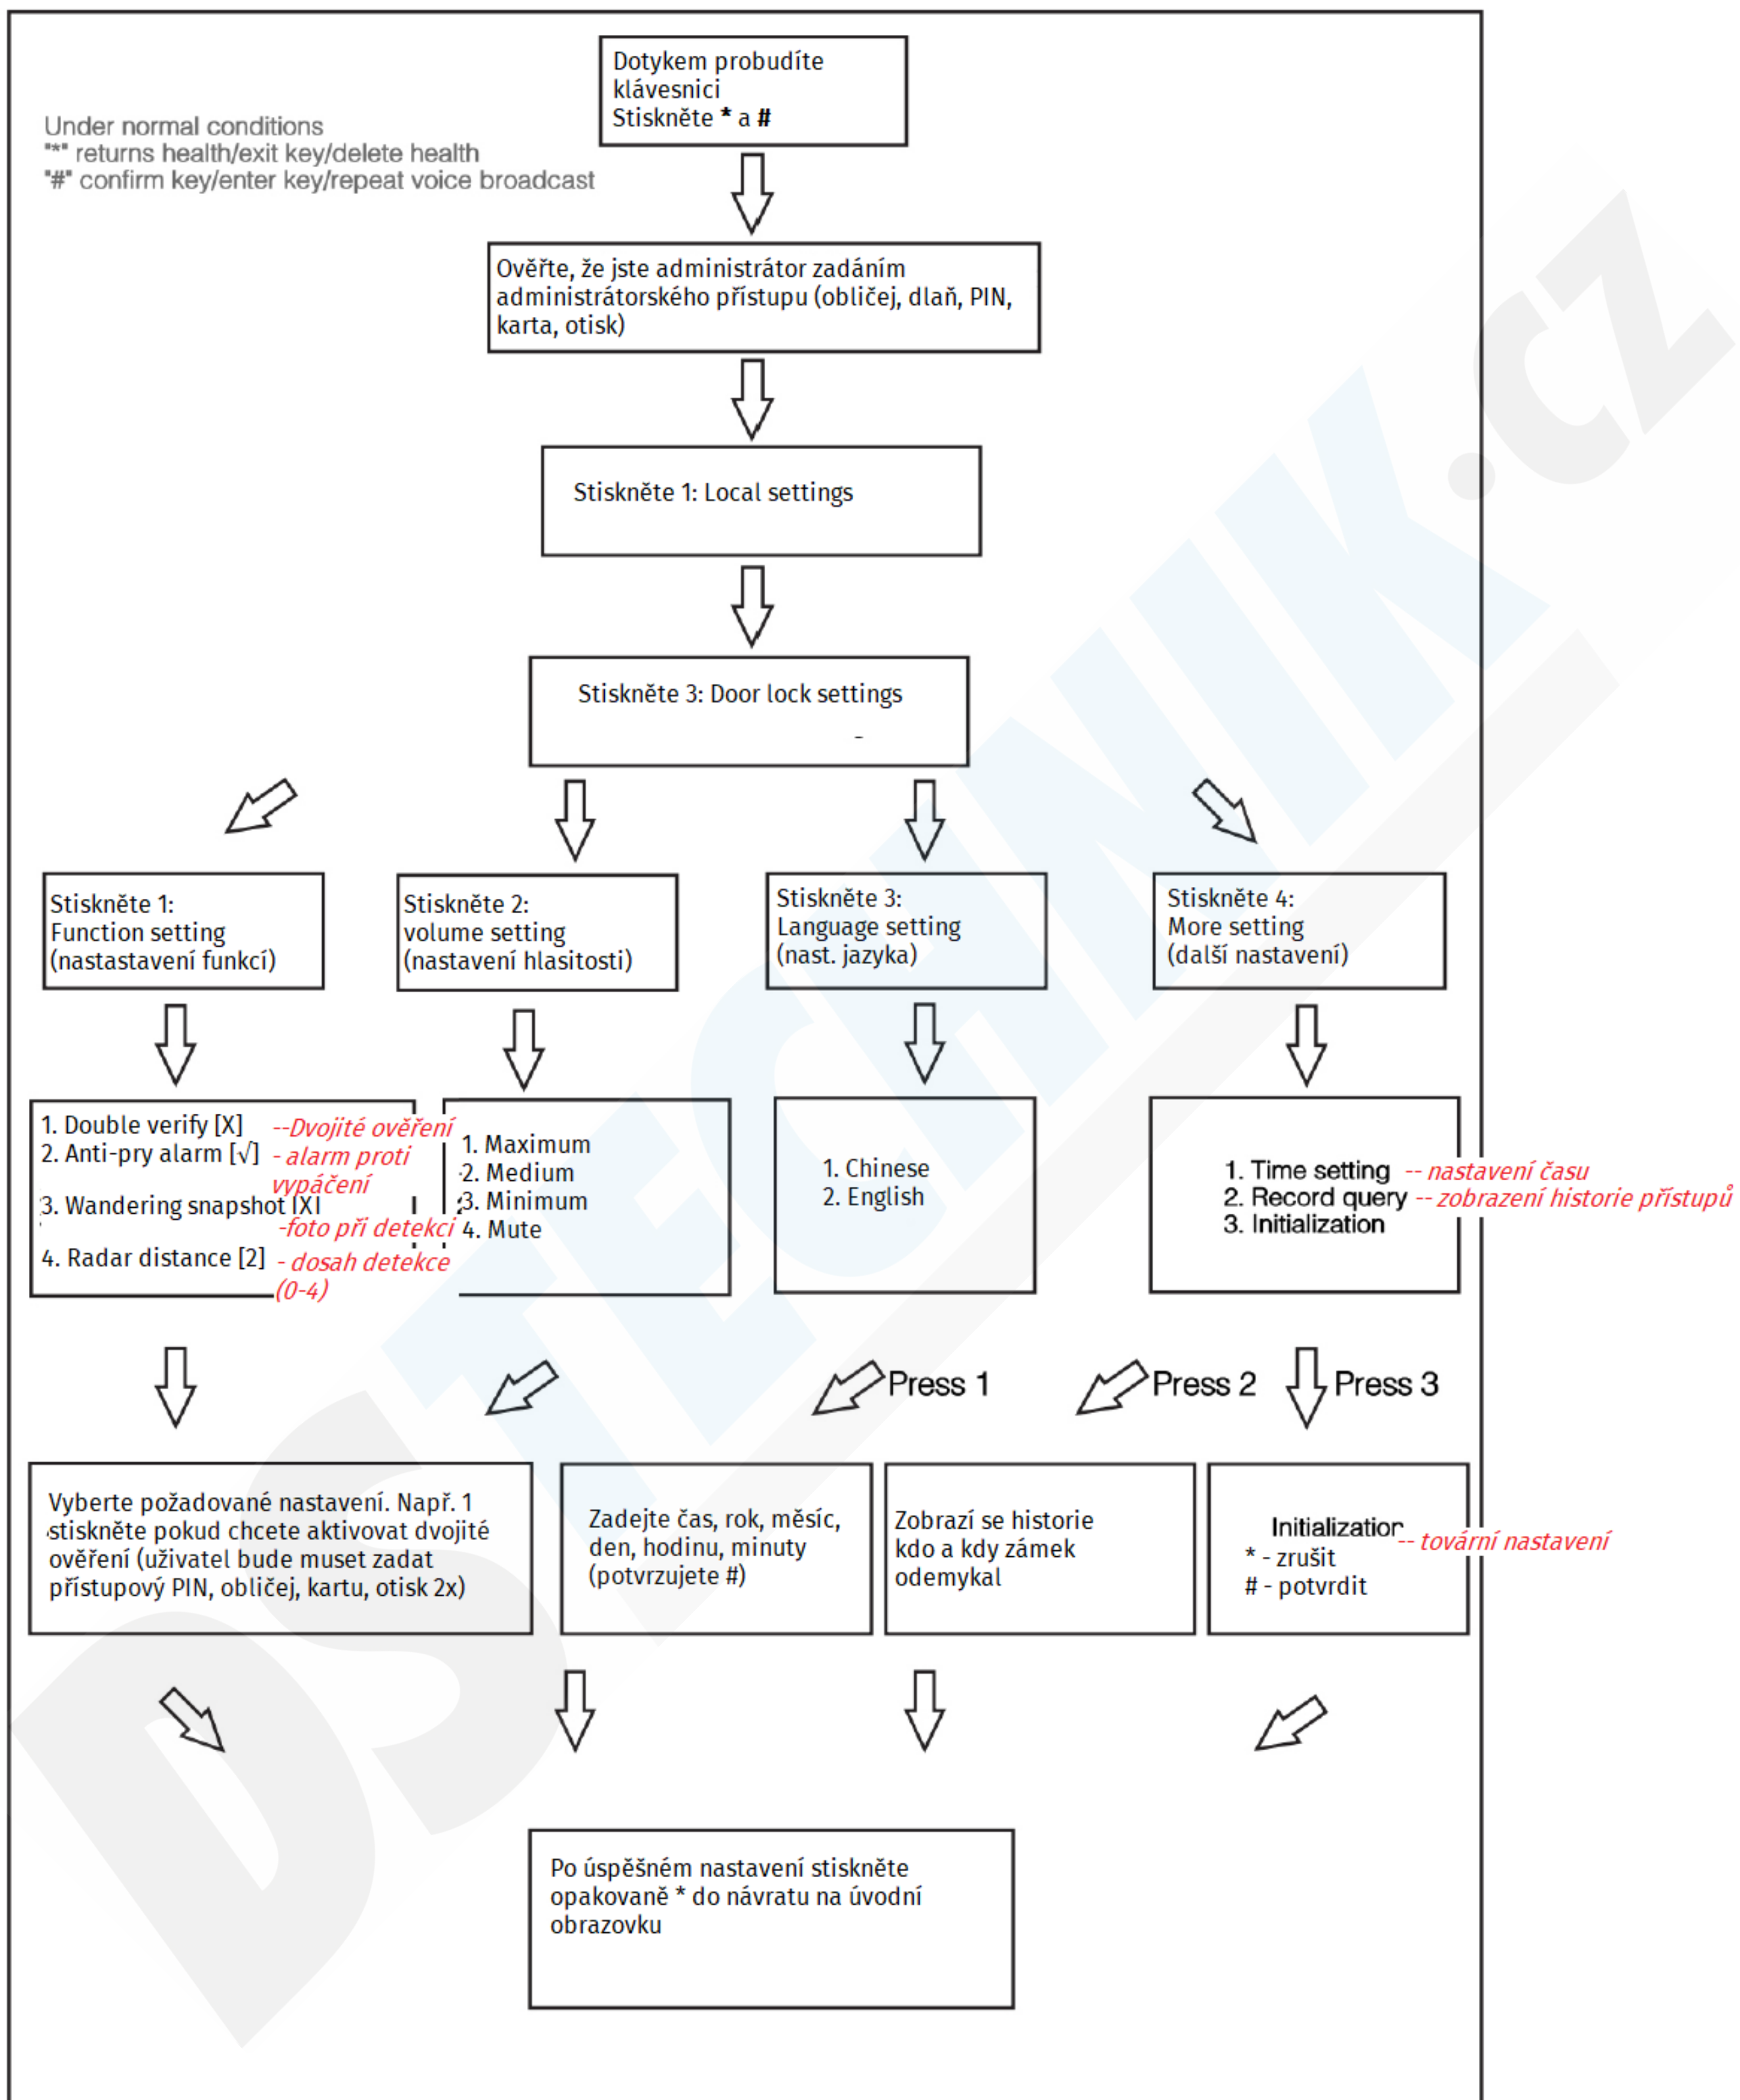 Dotykem probudíte
klávesnici
Stiskněte * a #
Under normal conditions
"*" returns health/exit key/delete health
"#" confirm key/enter key/repeat voice broadcast
Ověřte, že jste administrátor zadáním
administrátorského přístupu (obličej, dlaň, PIN,
karta, otisk)
Stiskněte 1: Local settings
Stiskněte 3: Door lock settings
-
Stiskněte 1:
Function setting
(nastastavení funkcí)
Stiskněte 2:
volume setting
(nastavení hlasitosti)
Stiskněte 3:
Language setting
(nast. jazyka)
Stiskněte 4:
More setting
(další nastavení)
1. Double verify [X] --Dvojité ověření
2. Anti-pry alarm [√] - alarm proti
vypáčení
3. Wandering snapshot [X]
-foto při detekci
4. Radar distance [2] - dosah detekce
(0-4)
1. Maximum
2. Medium
3. Minimum
4. Mute
1. Chinese
2. English
1. Time setting -- nastavení času
2. Record query -- zobrazení historie přístupů
3. Initialization
Press 1
Press 2
Press 3
Vyberte požadované nastavení. Např. 1
stiskněte pokud chcete aktivovat dvojité
ověření (uživatel bude muset zadat
přístupový PIN, obličej, kartu, otisk 2x)
Zadejte čas, rok, měsíc,
den, hodinu, minuty
(potvrzujete #)
Zobrazí se historie
kdo a kdy zámek
odemykal
Initialization -- tovární nastavení
* - zrušit
# - potvrdit
Po úspěšném nastavení stiskněte
opakovaně * do návratu na úvodní
obrazovku
DSTECHNIK.cz